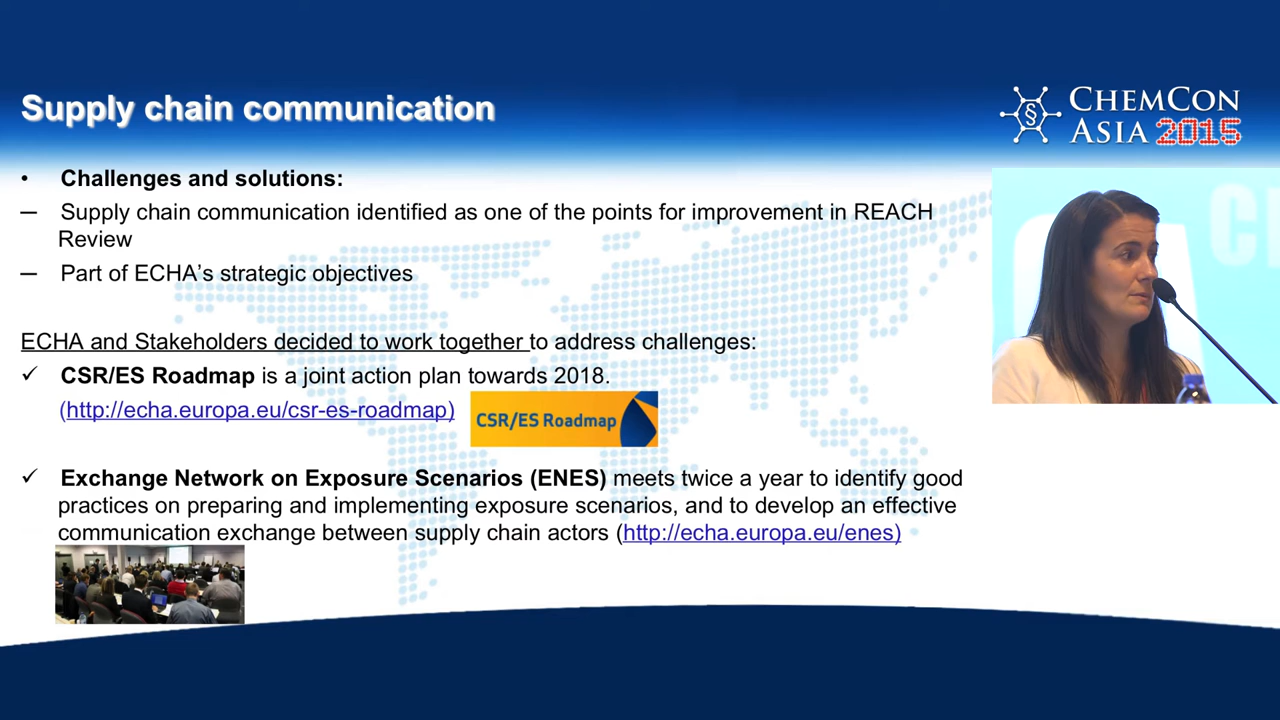 Supply chain communication
CHEMCON
ASIA 2015
§
• Challenges and solutions:
– Supply chain communication identified as one of the points for improvement in REACH
Review
– Part of ECHA’s strategic objectives
ECHA and Stakeholders decided to work together to address challenges:
✓ CSR/ES Roadmap is a joint action plan towards 2018.
(http://echa.europa.eu/csr-es-roadmap)
CSR/ES Roadmap
✓ Exchange Network on Exposure Scenarios (ENES) meets twice a year to identify good
practices on preparing and implementing exposure scenarios, and to develop an effective
communication exchange between supply chain actors (http://echa.europa.eu/enes)